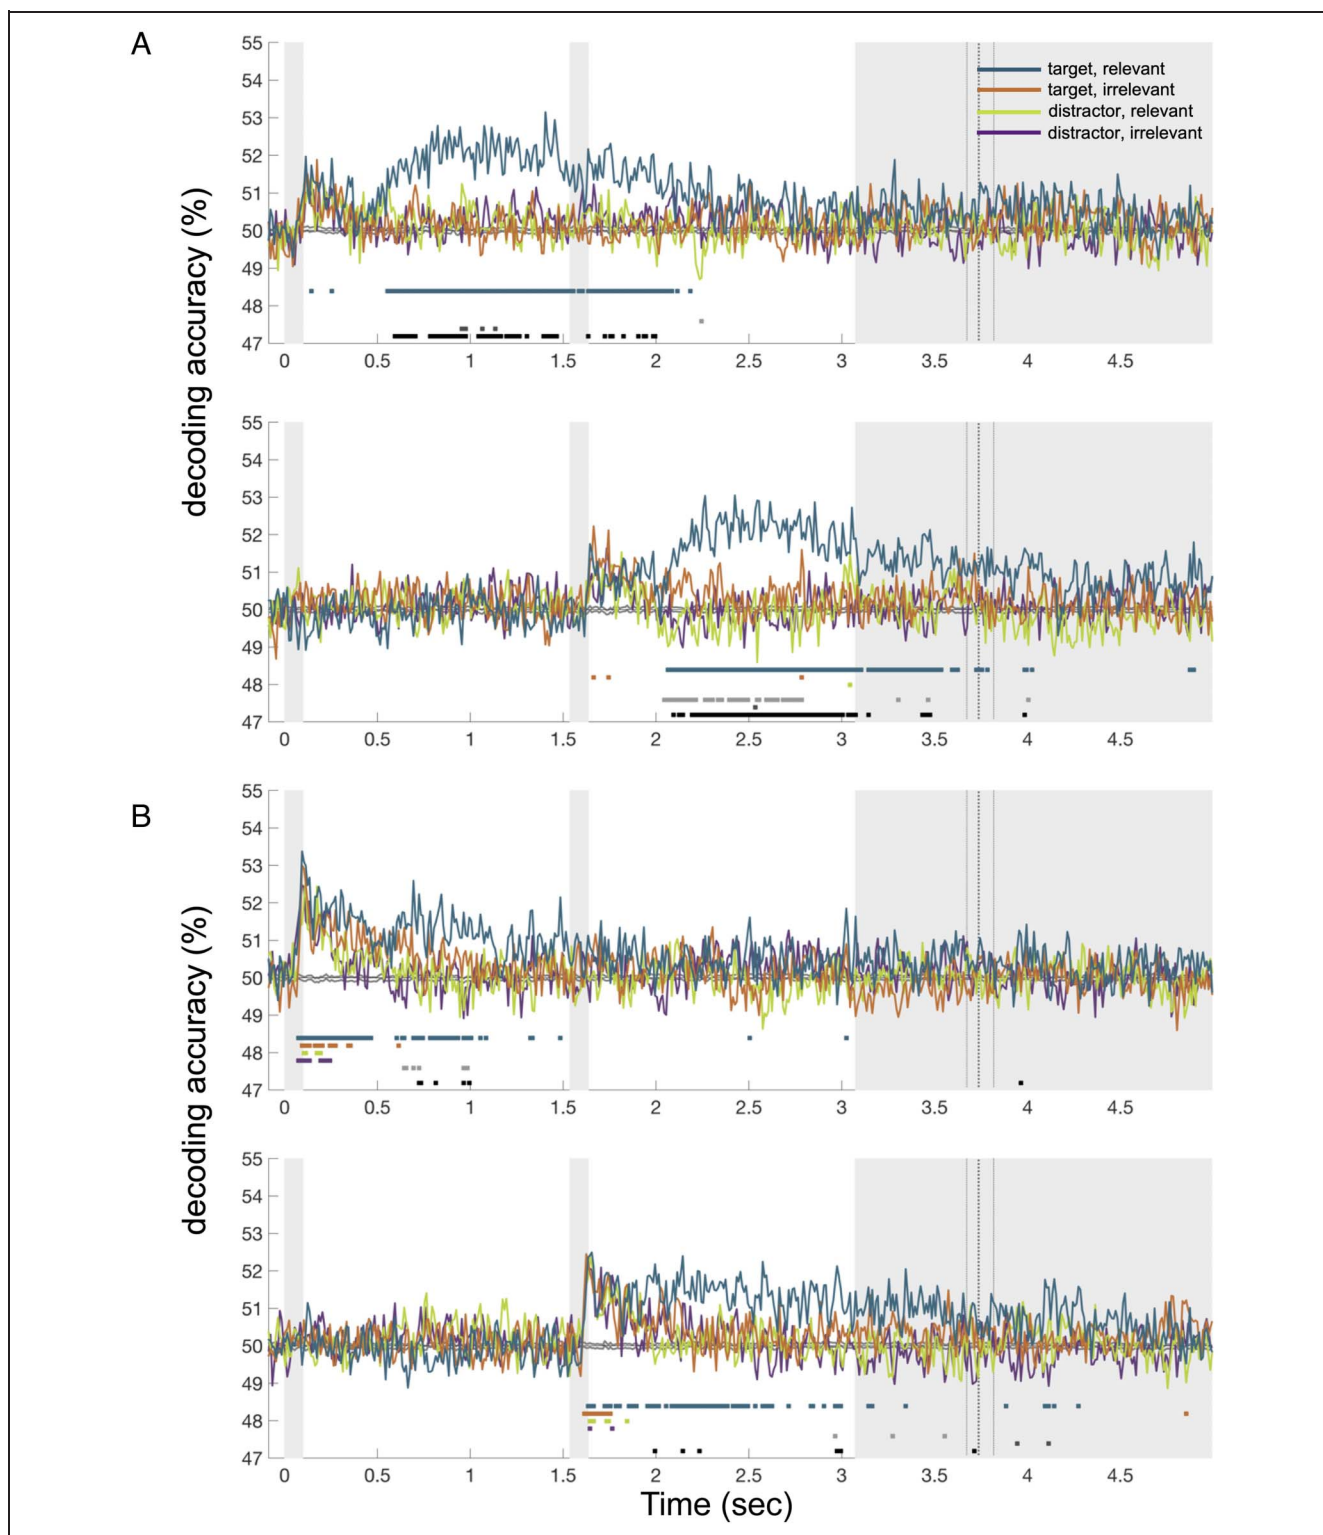 A
decoding accuracy (%)
55
54
53
52
51
50
49
48
47
target, relevant
target, irrelevant
distractor, relevant
distractor, irrelevant
0 0.5 1 1.5 2 2.5 3 3.5 4 4.5
55
54
53
52
51
50
49
48
47
0 0.5 1 1.5 2 2.5 3 3.5 4 4.5
B
decoding accuracy (%)
55
54
53
52
51
50
49
48
47
0 0.5 1 1.5 2 2.5 3 3.5 4 4.5
55
54
53
52
51
50
49
48
47
0 0.5 1 1.5 2 2.5 3 3.5 4 4.5
Time (sec)